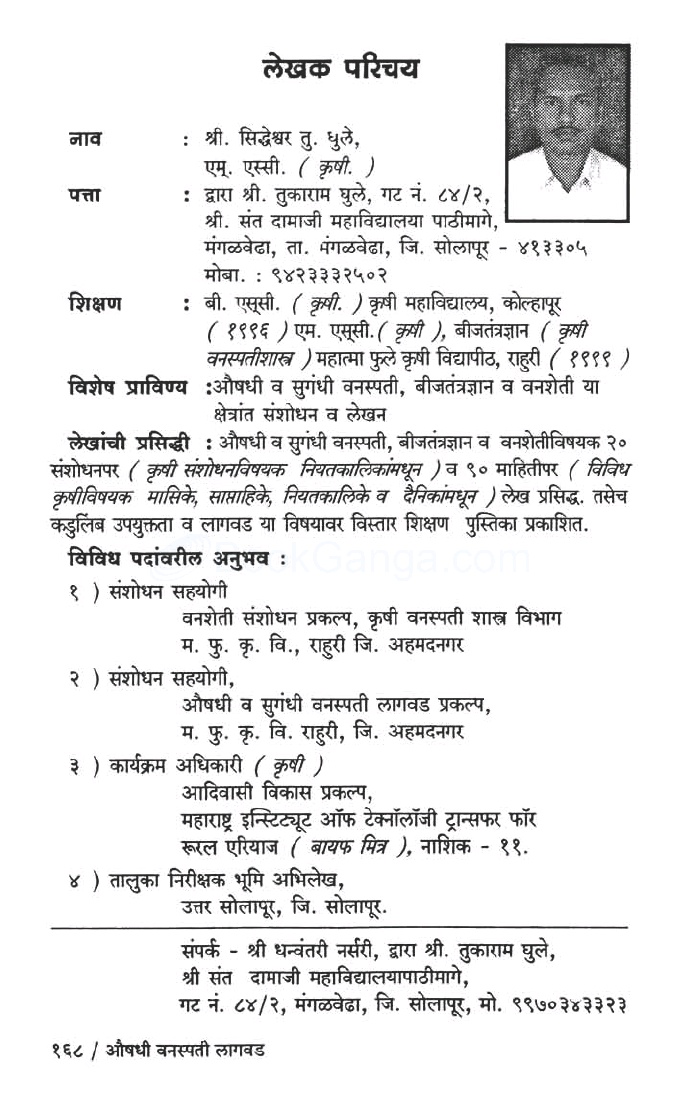 लेखक परिचय
नाव : श्री. सिद्धेश्वर तु. धुले,
एम्. एस्सी. ( कृषी. )
पत्ता : द्वारा श्री. तुकाराम घुले, गट नं. ८४/२,
श्री. संत दामाजी महाविद्यालया पाठीमागे,
मंगळवेढा, ता. मंगळवेढा, जि. सोलापूर - ४१३३०५
मोबा. : ९४२३३३२५०२
शिक्षण : बी. एस्सी. ( कृषी. ) कृषी महाविद्यालय, कोल्हापूर
( १९९६ ) एम. एस्सी.( कृषी ), बीजतंत्रज्ञान ( कृषी
वनस्पतीशास्त्र ) महात्मा फुले कृषी विद्यापीठ, राहुरी ( १९९९ )
विशेष प्राविण्य :औषधी व सुगंधी वनस्पती, बीजतंत्रज्ञान व वनशेती या
क्षेत्रांत संशोधन व लेखन
लेखांची प्रसिद्धी : औषधी व सुगंधी वनस्पती, बीजतंत्रज्ञान व वनशेतीविषयक २०
संशोधनपर ( कृषी संशोधनविषयक नियतकालिकांमधून ) व ९० माहितीपर ( विविध
कृषीविषयक मासिके, साप्ताहिके, नियतकालिके व दैनिकांमधून ) लेख प्रसिद्ध. तसेच
कडुलिंब उपयुक्तता व लागवड या विषयावर विस्तार शिक्षण पुस्तिका प्रकाशित.
विविध पदांवरील अनुभव :
BookGanga.com
१ ) संशोधन सहयोगी
वनशेती संशोधन प्रकल्प, कृषी वनस्पती शास्त्र विभाग
म. फु. कृ. वि., राहुरी जि. अहमदनगर
२ ) संशोधन सहयोगी,
औषधी व सुगंधी वनस्पती लागवड प्रकल्प,
म. फु. कृ. वि. राहुरी, जि. अहमदनगर
३ ) कार्यक्रम अधिकारी ( कृषी )
आदिवासी विकास प्रकल्प,
महाराष्ट्र इन्स्टिट्यूट ऑफ टेक्नॉलॉजी ट्रान्सफर फॉर
रूरल एरियाज ( बायफ मित्र ), नाशिक - ११.
४ ) तालुका निरीक्षक भूमि अभिलेख,
उत्तर सोलापूर, जि. सोलापूर.
संपर्क - श्री धन्वंतरी नर्सरी, द्वारा श्री. तुकाराम घुले,
श्री संत दामाजी महाविद्यालयापाठीमागे,
गट नं. ८४/२, मंगळवेढा, जि. सोलापूर, मो. ९९७०३४३३२३
१६८ / औषधी वनस्पती लागवड